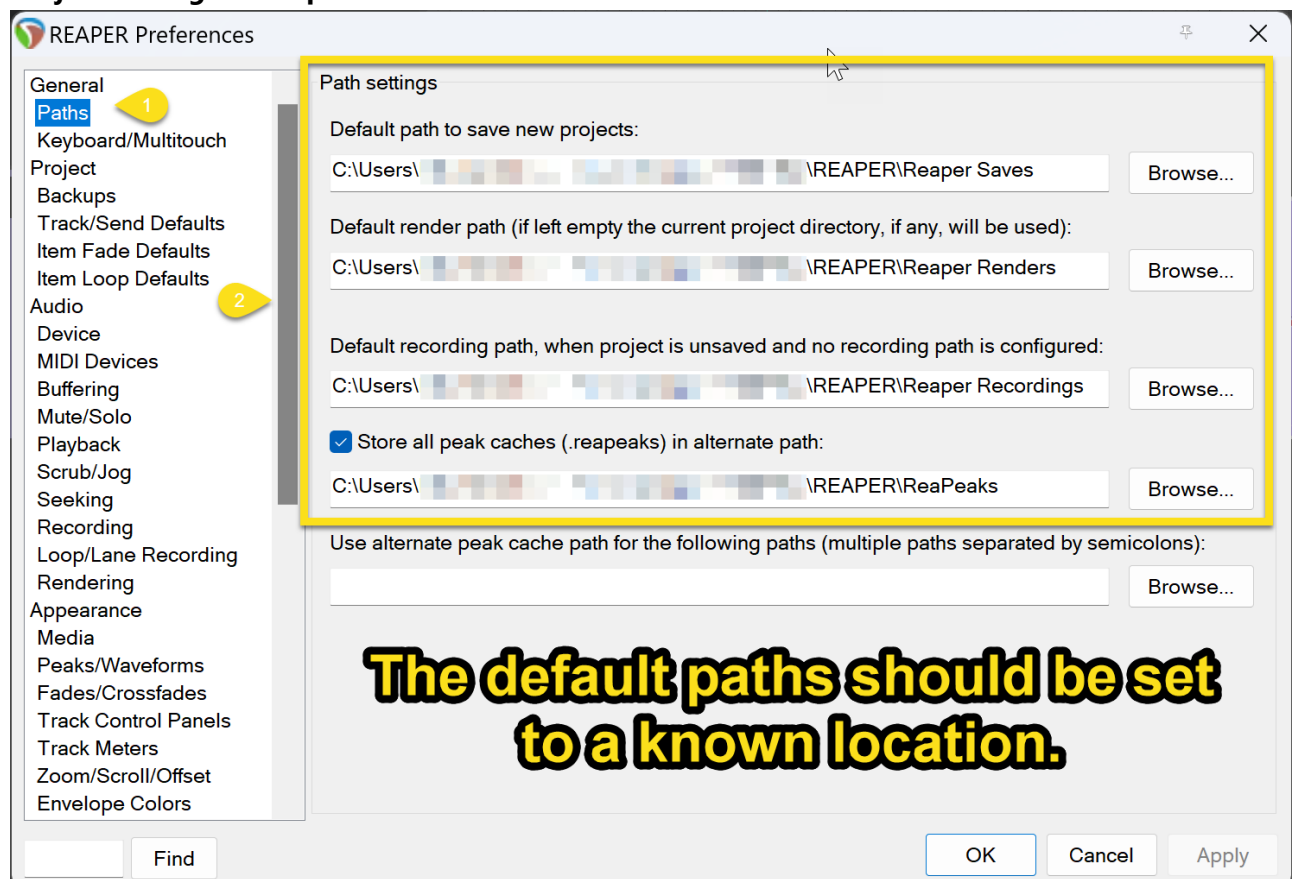 REAPER Preferences
General
Paths
1
Keyboard/Multitouch
Project
Backups
Track/Send Defaults
Item Fade Defaults
Item Loop Defaults
Audio
2
Device
MIDI Devices
Buffering
Mute/Solo
Playback
Scrub/Jog
Seeking
Recording
Loop/Lane Recording
Rendering
Appearance
Media
Peaks/Waveforms
Fades/Crossfades
Track Control Panels
Track Meters
Zoom/Scroll/Offset
Envelope Colors
Find
Path settings
Default path to save new projects:
C:\Users\ \REAPER\Reaper Saves
Browse...
Default render path (if left empty the current project directory, if any, will be used):
C:\Users\ \REAPER\Reaper Renders
Browse...
Default recording path, when project is unsaved and no recording path is configured:
C:\Users\ \REAPER\Reaper Recordings
Browse...
Store all peak caches (.reapeaks) in alternate path:
C:\Users\ \REAPER\ReaPeaks
Browse...
Use alternate peak cache path for the following paths (multiple paths separated by semicolons):
Browse...
The default paths should be set
to a known location.
OK
Cancel
Apply